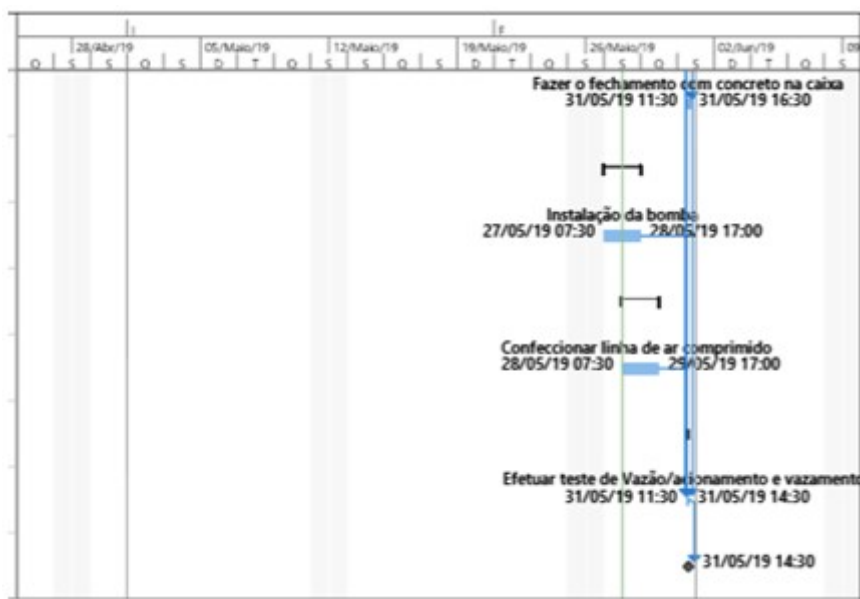 I F
28/Abr/19 05/Maio/19 12/Maio/19 19/Maio/19 26/Maio/19 02/Jun/19 09
Q S S Q S D T Q S S Q S D T Q S S Q S D T Q S
Fazer o fechamento com concreto na caixa
31/05/19 11:30 31/05/19 16:30
Instalação da bomba
27/05/19 07:30 28/05/19 17:00
Confeccionar linha de ar comprimido
28/05/19 07:30 29/05/19 17:00
Efetuar teste de Vazão/acionamento e vazamento
31/05/19 11:30 31/05/19 14:30
31/05/19 14:30